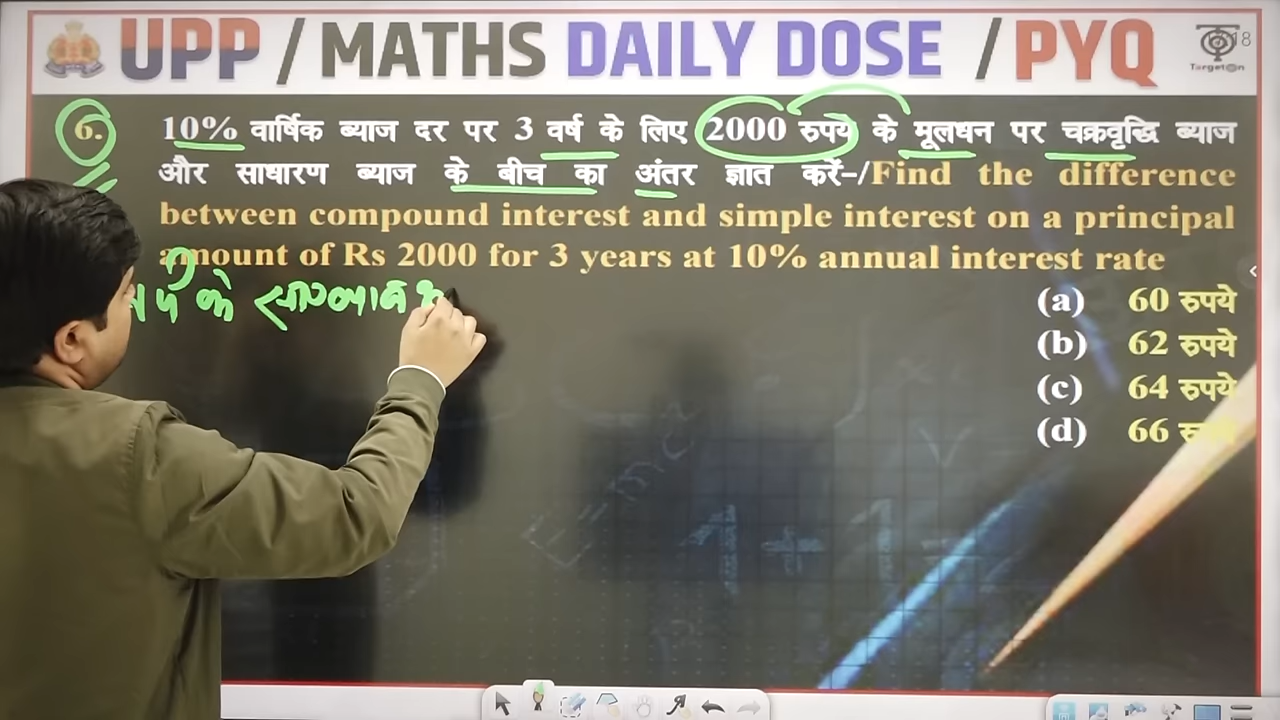 UPP / MATHS DAILY DOSE / PYQ
Target
6. 10% वार्षिक ब्याज दर पर 3 वर्ष के लिए 2000 रुपये के मूलधन पर चक्रवृद्धि ब्याज
और साधारण ब्याज के बीच का अंतर ज्ञात करें–/Find the difference
between compound interest and simple interest on a principal
amount of Rs 2000 for 3 years at 10% annual interest rate
(a) 60 रुपये
(b) 62 रुपये
(c) 64 रुपये
(d) 66 रुपये